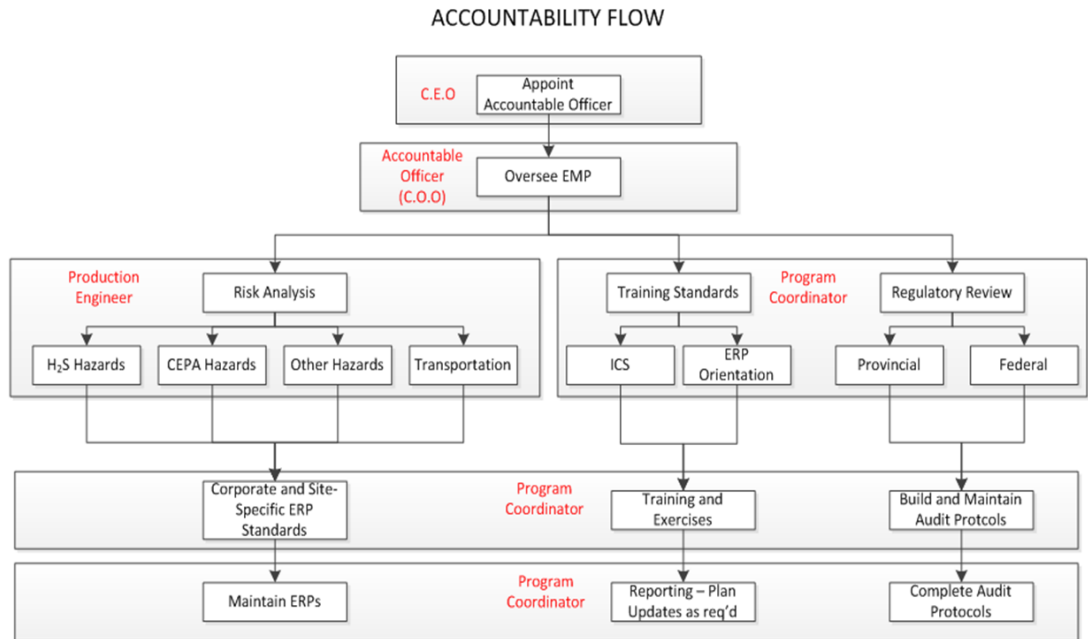 ACCOUNTABILITY FLOW
C.E.O
Appoint
Accountable Officer
Accountable
Officer
(C.O.O)
Oversee EMP
Production
Engineer
Risk Analysis
Training Standards
Program
Coordinator
Regulatory Review
H₂S Hazards
CEPA Hazards
Other Hazards
Transportation
ICS
ERP
Orientation
Provincial
Federal
Corporate and Site-
Specific ERP
Standards
Program
Coordinator
Training and
Exercises
Build and Maintain
Audit Protcols
Maintain ERPs
Program
Coordinator
Reporting – Plan
Updates as req'd
Complete Audit
Protocols